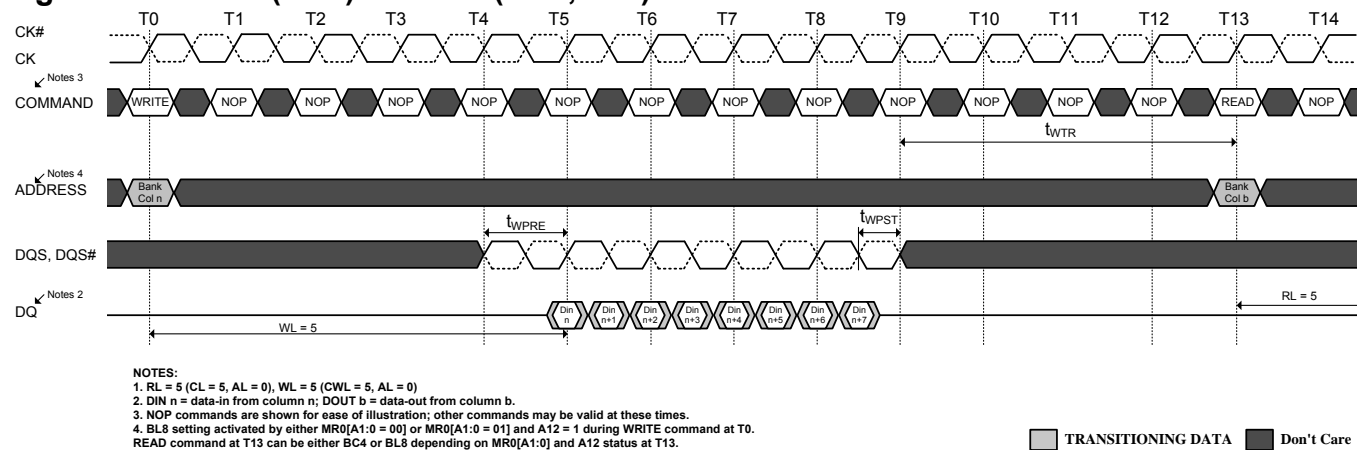 T0 T1 T2 T3 T4 T5 T6 T7 T8 T9 T10 T11 T12 T13 T14
CK#
CK
Notes 3
COMMAND WRITE NOP NOP NOP NOP NOP NOP NOP NOP NOP NOP NOP NOP READ NOP
tWTR
Notes 4
ADDRESS Bank Col n Bank Col b
tWPRE tWPST
DQS, DQS#
Notes 2
DQ Din n Din n+1 Din n+2 Din n+3 Din n+4 Din n+5 Din n+6 Din n+7 RL = 5
WL = 5
NOTES:
1. RL = 5 (CL = 5, AL = 0), WL = 5 (CWL = 5, AL = 0)
2. DIN n = data-in from column n; DOUT b = data-out from column b.
3. NOP commands are shown for ease of illustration; other commands may be valid at these times.
4. BL8 setting activated by either MR0[A1:0 = 00] or MR0[A1:0 = 01] and A12 = 1 during WRITE command at T0.
READ command at T13 can be either BC4 or BL8 depending on MR0[A1:0] and A12 status at T13.
TRANSITIONING DATA Don't Care